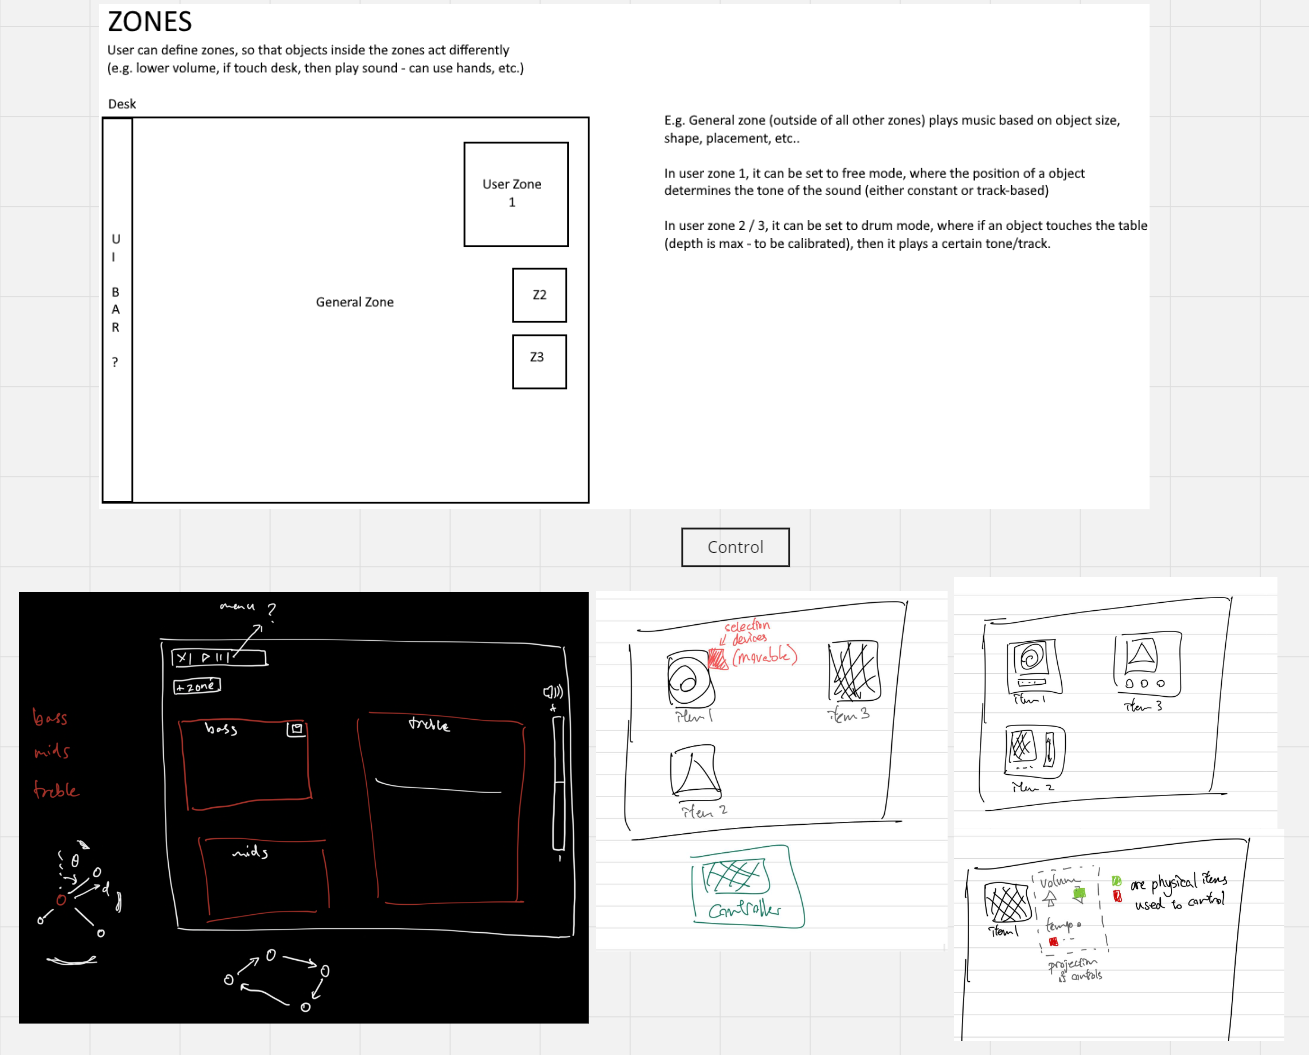 ZONES
User can define zones, so that objects inside the zones act differently
(e.g. lower volume, if touch desk, then play sound - can use hands, etc.)
Desk
U
I
B
A
R
?
General Zone
User Zone
1
Z2
Z3
E.g. General zone (outside of all other zones) plays music based on object size,
shape, placement, etc..
In user zone 1, it can be set to free mode, where the position of a object
determines the tone of the sound (either constant or track-based)
In user zone 2 / 3, it can be set to drum mode, where if an object touches the table
(depth is max - to be calibrated), then it plays a certain tone/track.
Control
menu ?
+ zone
bass
mids
treble
bass
treble
mids
+
-
θ
d
selection
devices
(movable)
item 1
item 3
item 2
Controller
item 1
item 3
item 2
item 1
volume
tempo
projection
controls
are physical items
used to control